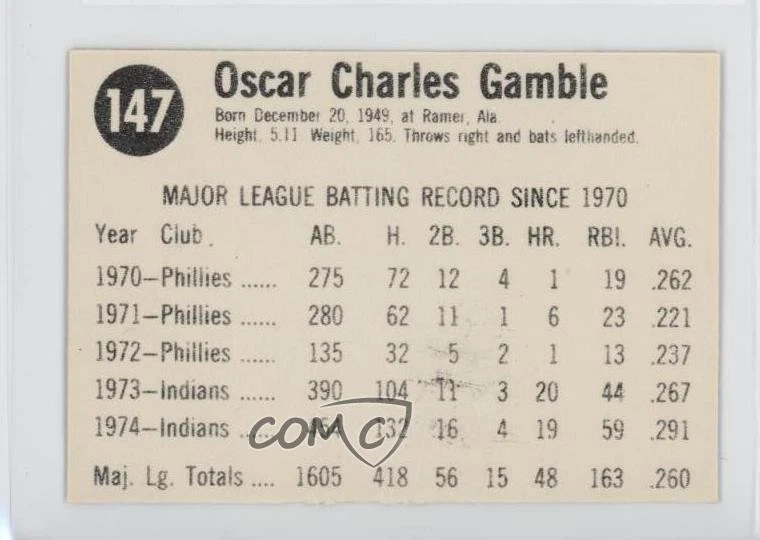 147
Oscar Charles Gamble
Born December 20, 1949, at Ramer, Ala.
Height, 5.11 Weight, 165. Throws right and bats lefthanded.
MAJOR LEAGUE BATTING RECORD SINCE 1970
Year Club. AB. H. 2B. 3B. HR. RBI. AVG.
1970—Phillies ...... 275 72 12 4 1 19 .262
1971—Phillies ...... 280 62 11 1 6 23 .221
1972—Phillies ...... 135 32 5 2 1 13 .237
1973—Indians ...... 390 104 11 3 20 44 .267
1974—Indians ...... 454 132 16 4 19 59 .291
COMC
Maj. Lg. Totals .... 1605 418 56 15 48 163 .260